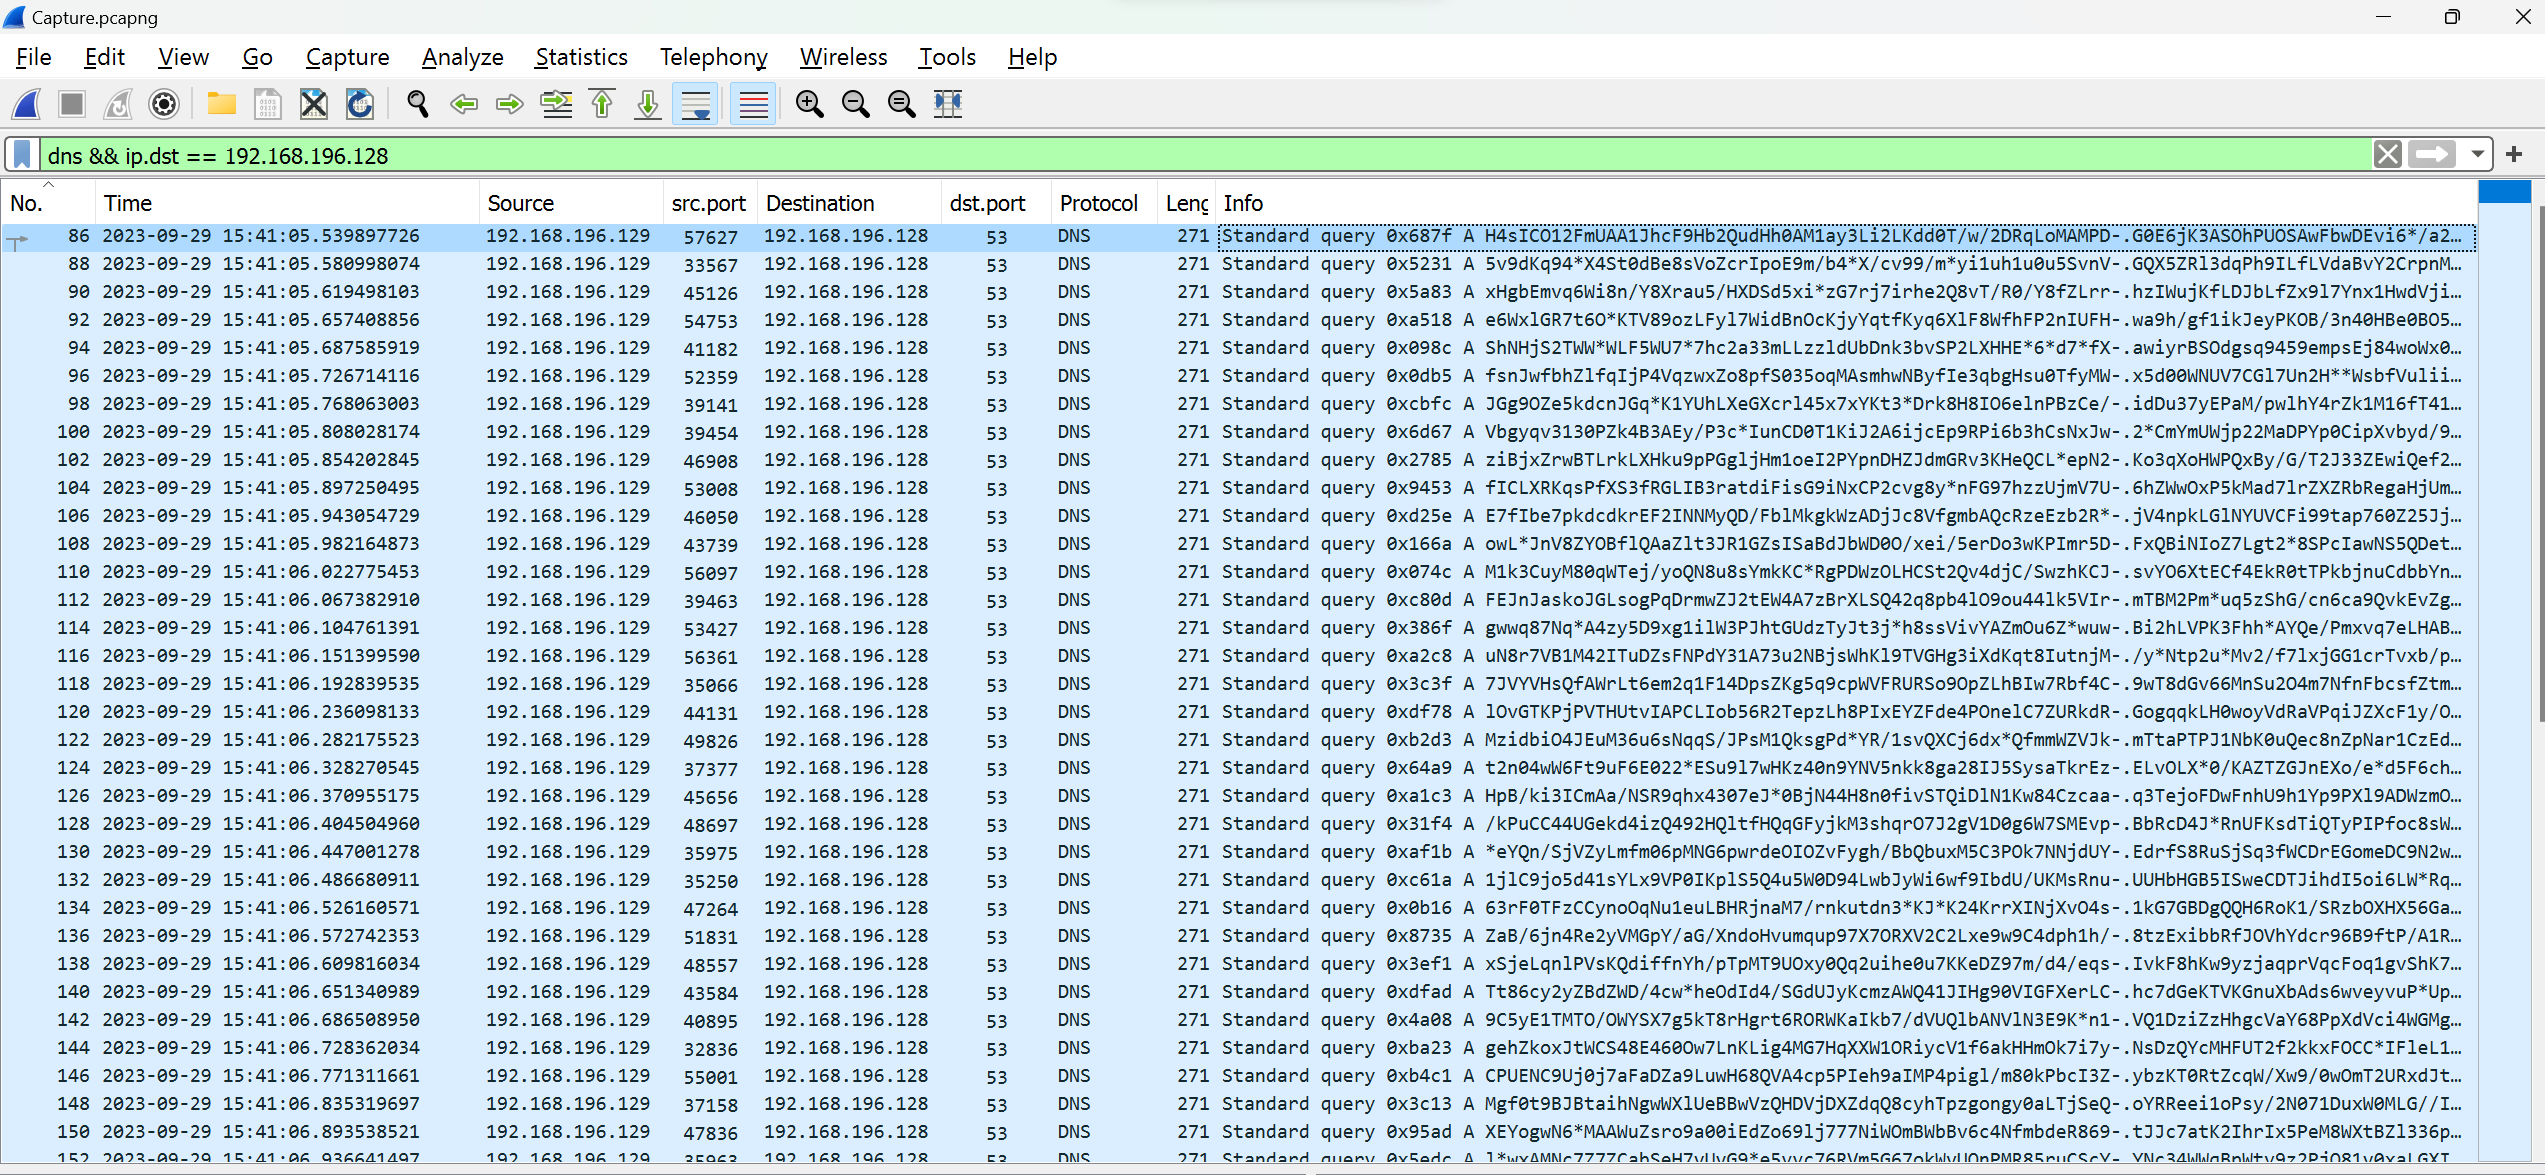 Capture.pcapng
File Edit View Go Capture Analyze Statistics Telephony Wireless Tools Help
dns && ip.dst == 192.168.196.128
No. Time Source src.port Destination dst.port Protocol Leng Info
86 2023-09-29 15:41:05.539897726 192.168.196.129 57627 192.168.196.128 53 DNS 271 Standard query 0x687f A H4sICO12FmUAA1JhcF9Hb2QudHh0AM1ay3Li2LKdd0T/w/2DRqLoMAMPD-.G0E6jK3ASOhPUOSAwFbwDEvi6*/a2…
88 2023-09-29 15:41:05.580998074 192.168.196.129 33567 192.168.196.128 53 DNS 271 Standard query 0x5231 A 5v9dKq94*X4St0dBe8sVoZcrIpoE9m/b4*X/cv99/m*yi1uh1u0u5SvnV-.GQX5ZRl3dqPh9ILfLVdaBvY2CrpnM…
90 2023-09-29 15:41:05.619498103 192.168.196.129 45126 192.168.196.128 53 DNS 271 Standard query 0x5a83 A xHgbEmvq6Wi8n/Y8Xrau5/HXDSd5xi*zG7rj7irhe2Q8vT/R0/Y8fZLrr-.hzIWujKfLDJbLfZx9l7Ynx1HwdVji…
92 2023-09-29 15:41:05.657408856 192.168.196.129 54753 192.168.196.128 53 DNS 271 Standard query 0xa518 A e6WxlGR7t6O*KTV89ozLFyl7WidBnOcKjyYqtfKyq6XlF8WfhFP2nIUFH-.wa9h/gf1ikJeyPKOB/3n40HBe0BO5…
94 2023-09-29 15:41:05.687585919 192.168.196.129 41182 192.168.196.128 53 DNS 271 Standard query 0x098c A ShNHjS2TWW*WLF5WU7*7hc2a33mLLzzldUbDnk3bvSP2LXHHE*6*d7*fX-.awiyrBSOdgsq9459empsEj84woWx0…
96 2023-09-29 15:41:05.726714116 192.168.196.129 52359 192.168.196.128 53 DNS 271 Standard query 0x0db5 A fsnJwfbhZlfqIjP4VqzwxZo8pfS035oqMAsmhwNByfIe3qbgHsu0TfyMW-.x5d00WNUV7CGl7Un2H**WsbfVulii…
98 2023-09-29 15:41:05.768063003 192.168.196.129 39141 192.168.196.128 53 DNS 271 Standard query 0xcbfc A JGg9OZe5kdcnJGq*K1YUhLXeGXcrl45x7xYKt3*Drk8H8IO6elnPBzCe/-.idDu37yEPaM/pwlhY4rZk1M16fT41…
100 2023-09-29 15:41:05.808028174 192.168.196.129 39454 192.168.196.128 53 DNS 271 Standard query 0x6d67 A Vbgyqv3130PZk4B3AEy/P3c*IunCD0T1KiJ2A6ijcEp9RPi6b3hCsNxJw-.2*CmYmUWjp22MaDPYp0CipXvbyd/9…
102 2023-09-29 15:41:05.854202845 192.168.196.129 46908 192.168.196.128 53 DNS 271 Standard query 0x2785 A ziBjxZrwBTLrkLXHku9pPGgljHm1oeI2PYpnDHZJdmGRv3KHeQCL*epN2-.Ko3qXoHWPQxBy/G/T2J33ZEwiQef2…
104 2023-09-29 15:41:05.897250495 192.168.196.129 53008 192.168.196.128 53 DNS 271 Standard query 0x9453 A fICLXRKqsPfXS3fRGLIB3ratdiFisG9iNxCP2cvg8y*nFG97hzzUjmV7U-.6hZWwOxP5kMad7lrZXZRbRegaHjUm…
106 2023-09-29 15:41:05.943054729 192.168.196.129 46050 192.168.196.128 53 DNS 271 Standard query 0xd25e A E7fIbe7pkdcdkrEF2INNMyQD/FblMkgkWzADjJc8VfgmbAQcRzeEzb2R*-.jV4npkLGlNYUVCFi99tap760Z25Jj…
108 2023-09-29 15:41:05.982164873 192.168.196.129 43739 192.168.196.128 53 DNS 271 Standard query 0x166a A owL*JnV8ZYOBflQAaZlt3JR1GZsISaBdJbWD0O/xei/5erDo3wKPImr5D-.FxQBiNIoZ7Lgt2*8SPcIawNS5QDet…
110 2023-09-29 15:41:06.022775453 192.168.196.129 56097 192.168.196.128 53 DNS 271 Standard query 0x074c A M1k3CuyM80qWTej/yoQN8u8sYmkKC*RgPDWzOLHCSt2Qv4djC/SwzhKCJ-.svYO6XtECf4EkR0tTPkbjnuCdbbYn…
112 2023-09-29 15:41:06.067382910 192.168.196.129 39463 192.168.196.128 53 DNS 271 Standard query 0xc80d A FEJnJaskoJGLsogPqDrmwZJ2tEW4A7zBrXLSQ42q8pb4lO9ou44lk5VIr-.mTBM2Pm*uq5zShG/cn6ca9QvkEvZg…
114 2023-09-29 15:41:06.104761391 192.168.196.129 53427 192.168.196.128 53 DNS 271 Standard query 0x386f A gwwq87Nq*A4zy5D9xg1ilW3PJhtGUdzTyJt3j*h8ssVivYAZmOu6Z*wuw-.Bi2hLVPK3Fhh*AYQe/Pmxvq7eLHAB…
116 2023-09-29 15:41:06.151399590 192.168.196.129 56361 192.168.196.128 53 DNS 271 Standard query 0xa2c8 A uN8r7VB1M42ITuDZsFNPdY31A73u2NBjsWhKl9TVGHg3iXdKqt8IutnjM-./y*Ntp2u*Mv2/f7lxjGG1crTvxb/p…
118 2023-09-29 15:41:06.192839535 192.168.196.129 35066 192.168.196.128 53 DNS 271 Standard query 0x3c3f A 7JVYVHsQfAWrLt6em2q1F14DpsZKg5q9cpWVFRURSo9OpZLhBIw7Rbf4C-.9wT8dGv66MnSu2O4m7NfnFbcsfZtm…
120 2023-09-29 15:41:06.236098133 192.168.196.129 44131 192.168.196.128 53 DNS 271 Standard query 0xdf78 A lOvGTKPjPVTHUtvIAPCLIob56R2TepzLh8PIxEYZFde4POnelC7ZURkdR-.GogqqkLH0woyVdRaVPqiJZXcF1y/O…
122 2023-09-29 15:41:06.282175523 192.168.196.129 49826 192.168.196.128 53 DNS 271 Standard query 0xb2d3 A MzidbiO4JEuM36u6sNqqS/JPsM1QksgPd*YR/1svQXCj6dx*QfmmWZVJk-.mTtaPTPJ1NbK0uQec8nZpNar1CzEd…
124 2023-09-29 15:41:06.328270545 192.168.196.129 37377 192.168.196.128 53 DNS 271 Standard query 0x64a9 A t2n04wW6Ft9uF6E022*ESu9l7wHKz40n9YNV5nkk8ga28IJ5SysaTkrEz-.ELvOLX*0/KAZTZGJnEXo/e*d5F6ch…
126 2023-09-29 15:41:06.370955175 192.168.196.129 45656 192.168.196.128 53 DNS 271 Standard query 0xa1c3 A HpB/ki3ICmAa/NSR9qhx4307eJ*0BjN44H8n0fivSTQiDlN1Kw84Czcaa-.q3TejoFDwFnhU9h1Yp9PXl9ADWzmO…
128 2023-09-29 15:41:06.404504960 192.168.196.129 48697 192.168.196.128 53 DNS 271 Standard query 0x31f4 A /kPuCC44UGekd4izQ492HQltfHQqGFyjkM3shqrO7J2gV1D0g6W7SMEvp-.BbRcD4J*RnUFKsdTiQTyPIPfoc8sW…
130 2023-09-29 15:41:06.447001278 192.168.196.129 35975 192.168.196.128 53 DNS 271 Standard query 0xaf1b A *eYQn/SjVZyLmfm06pMNG6pwrdeOIOZvFygh/BbQbuxM5C3POk7NNjdUY-.EdrfS8RuSjSq3fWCDrEGomeDC9N2w…
132 2023-09-29 15:41:06.486680911 192.168.196.129 35250 192.168.196.128 53 DNS 271 Standard query 0xc61a A 1jlC9jo5d41sYLx9VP0IKplS5Q4u5W0D94LwbJyWi6wf9IbdU/UKMsRnu-.UUHbHGB5ISweCDTJihdI5oi6LW*Rq…
134 2023-09-29 15:41:06.526160571 192.168.196.129 47264 192.168.196.128 53 DNS 271 Standard query 0x0b16 A 63rF0TFzCCynoOqNu1euLBHRjnaM7/rnkutdn3*KJ*K24KrrXINjXvO4s-.1kG7GBDgQQH6RoK1/SRzbOXHX56Ga…
136 2023-09-29 15:41:06.572742353 192.168.196.129 51831 192.168.196.128 53 DNS 271 Standard query 0x8735 A ZaB/6jn4Re2yVMGpY/aG/XndoHvumqup97X7ORXV2C2Lxe9w9C4dph1h/-.8tzExibbRfJOVhYdcr96B9ftP/A1R…
138 2023-09-29 15:41:06.609816034 192.168.196.129 48557 192.168.196.128 53 DNS 271 Standard query 0x3ef1 A xSjeLqnlPVsKQdiffnYh/pTpMT9UOxy0Qq2uihe0u7KKeDZ97m/d4/eqs-.IvkF8hKw9yzjaqprVqcFoq1gvShK7…
140 2023-09-29 15:41:06.651340989 192.168.196.129 43584 192.168.196.128 53 DNS 271 Standard query 0xdfad A Tt86cy2yZBdZWD/4cw*heOdId4/SGdUJyKcmzAWQ41JIHg90VIGFXerLC-.hc7dGeKTVKGnuXbAds6wveyvuP*Up…
142 2023-09-29 15:41:06.686508950 192.168.196.129 40895 192.168.196.128 53 DNS 271 Standard query 0x4a08 A 9C5yE1TMTO/OWYSX7g5kT8rHgrt6RORWKaIkb7/dVUQlbANVlN3E9K*n1-.VQ1DziZzHhgcVaY68PpXdVci4WGMg…
144 2023-09-29 15:41:06.728362034 192.168.196.129 32836 192.168.196.128 53 DNS 271 Standard query 0xba23 A gehZkoxJtWCS48E460Ow7LnKLig4MG7HqXXW1ORiycV1f6akHHmOk7i7y-.NsDzQYcMHFUT2f2kkxFOCC*IFleL1…
146 2023-09-29 15:41:06.771311661 192.168.196.129 55001 192.168.196.128 53 DNS 271 Standard query 0xb4c1 A CPUENC9Uj0j7aFaDZa9LuwH68QVA4cp5PIeh9aIMP4pigl/m80kPbcI3Z-.ybzKT0RtZcqW/Xw9/0wOmT2URxdJt…
148 2023-09-29 15:41:06.835319697 192.168.196.129 37158 192.168.196.128 53 DNS 271 Standard query 0x3c13 A Mgf0t9BJBtaihNgwWXlUeBBwVzQHDVjDXZdqQ8cyhTpzgongy0aLTjSeQ-.oYRReei1oPsy/2N071DuxW0MLG//I…
150 2023-09-29 15:41:06.893538521 192.168.196.129 47836 192.168.196.128 53 DNS 271 Standard query 0x95ad A XEYogwN6*MAAWuZsro9a00iEdZo69lj777NiWOmBWbBv6c4NfmbdeR869-.tJJc7atK2IhrIx5PeM8WXtBZl336p…
152 2023-09-29 15:41:06.936641497 192.168.196.129 35963 192.168.196.128 53 DNS 271 Standard query 0x5edc A